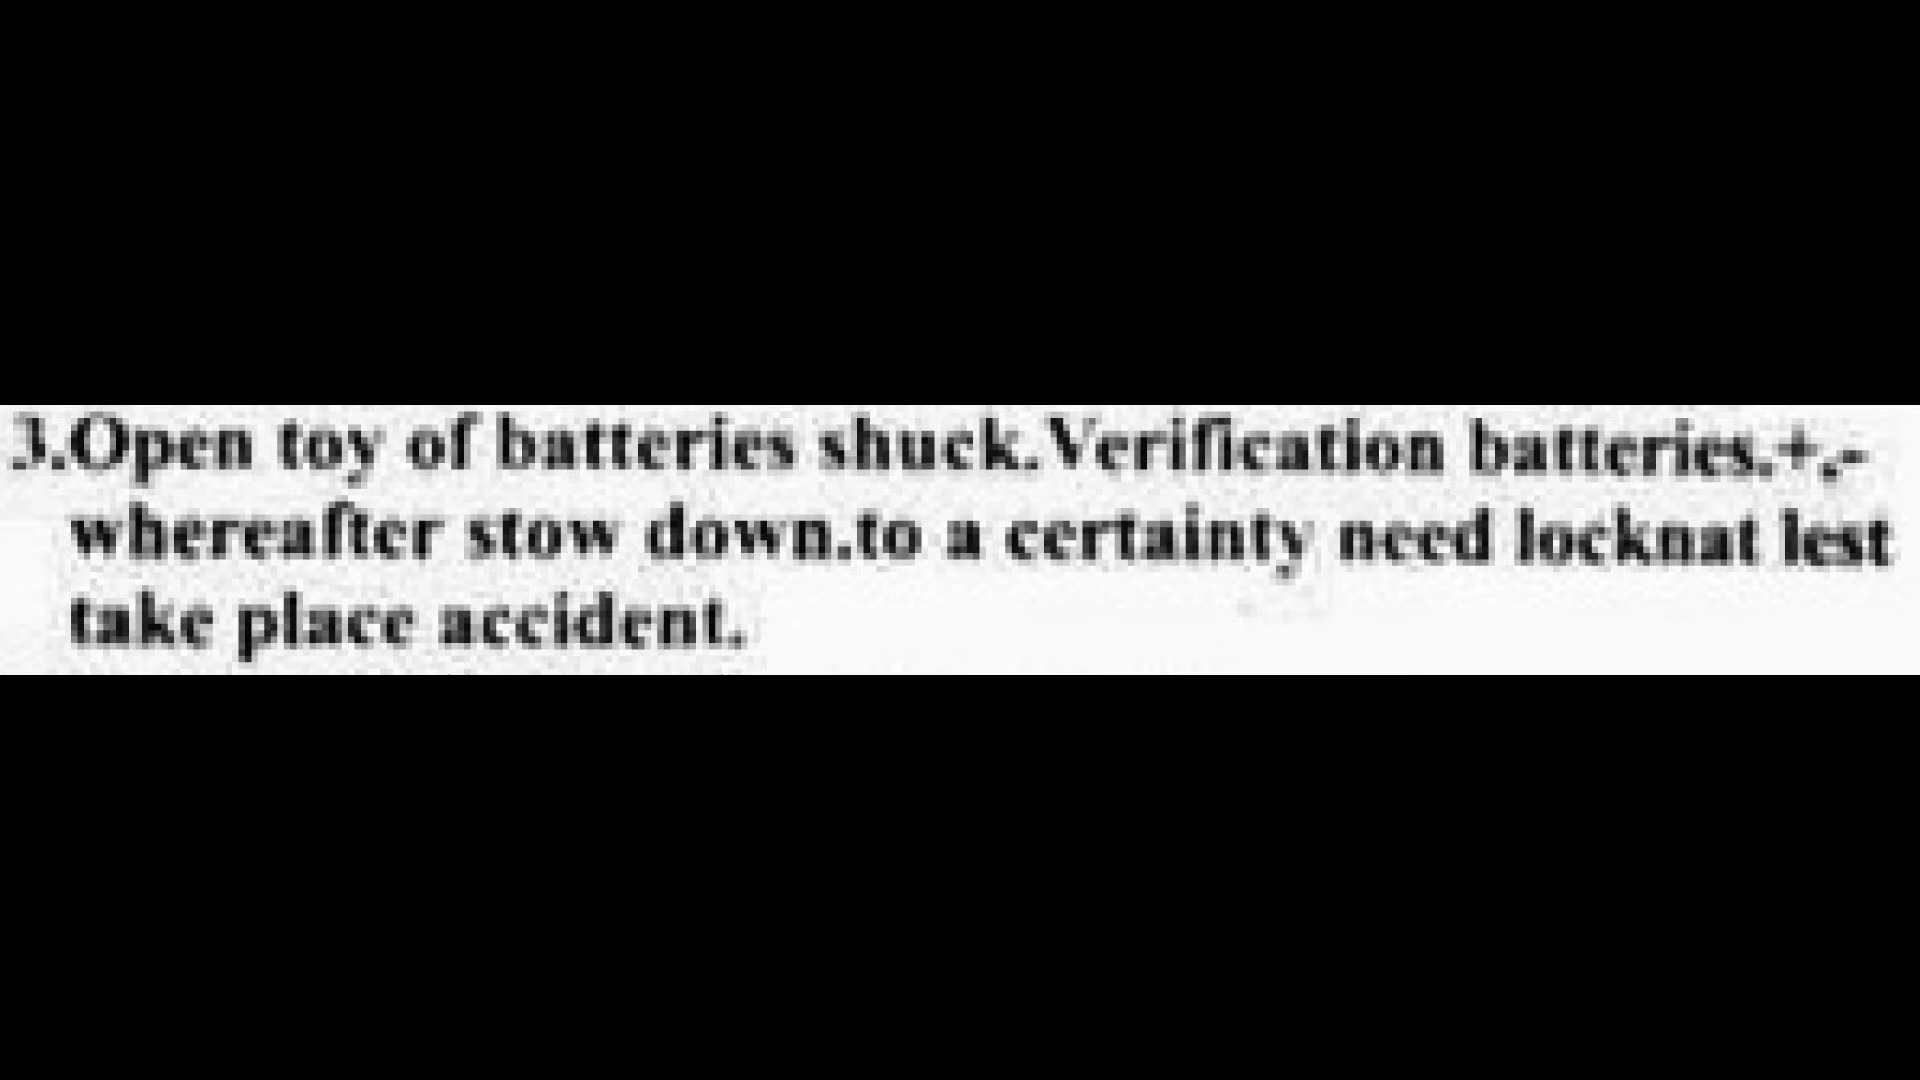 3.Open toy of batteries shuck.Verification batteries.+.-
whereafter stow down.to a certainty need locknat lest
take place accident.